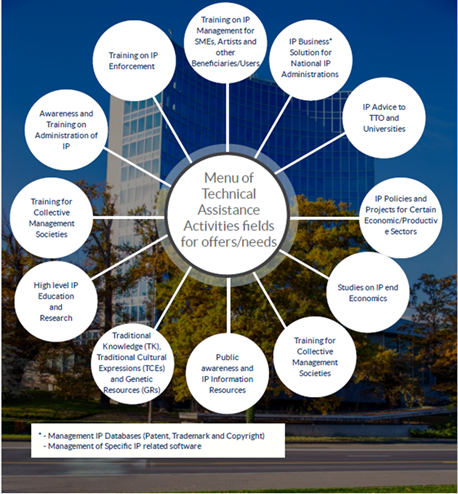 Training on IP
Management for
SMEs, Artists and
other
Beneficiaries/Users
IP Business*
Solution for
National IP
Administrations
IP Advice to
TTO and
Universities
IP Policies and
Projects for Certain
Economic/Productiv
e Sectors
Studies on IP end
Economics
Training for
Collective
Management
Societies
Public
awareness and
IP Information
Resources
Traditional
Knowledge (TK),
Traditional Cultural
Expressions (TCEs)
and Genetic
Resources (GRs)
High level IP
Education
and
Research
Training for
Collective
Management
Societies
Awareness and
Training on
Administration of
IP
Training on IP
Enforcement
Menu of
Technical
Assistance
Activities fields
for offers/needs
* - Management IP Databases (Patent, Trademark and Copyright)
- Management of Specific IP related software